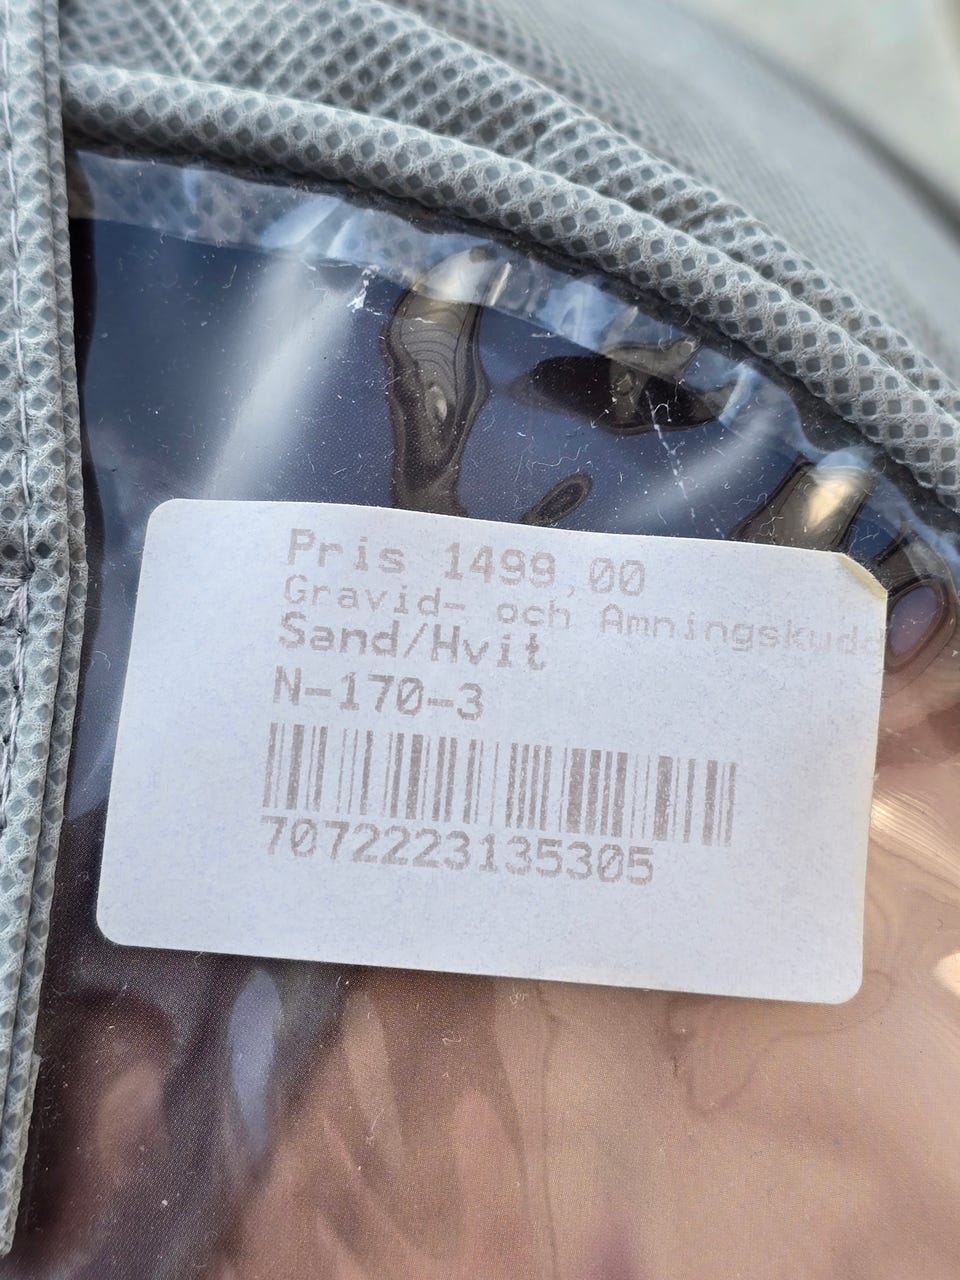 Pris 1499,00
Gravid- och Amningskudd
Sand/Hvit
N-170-3
7072223135305